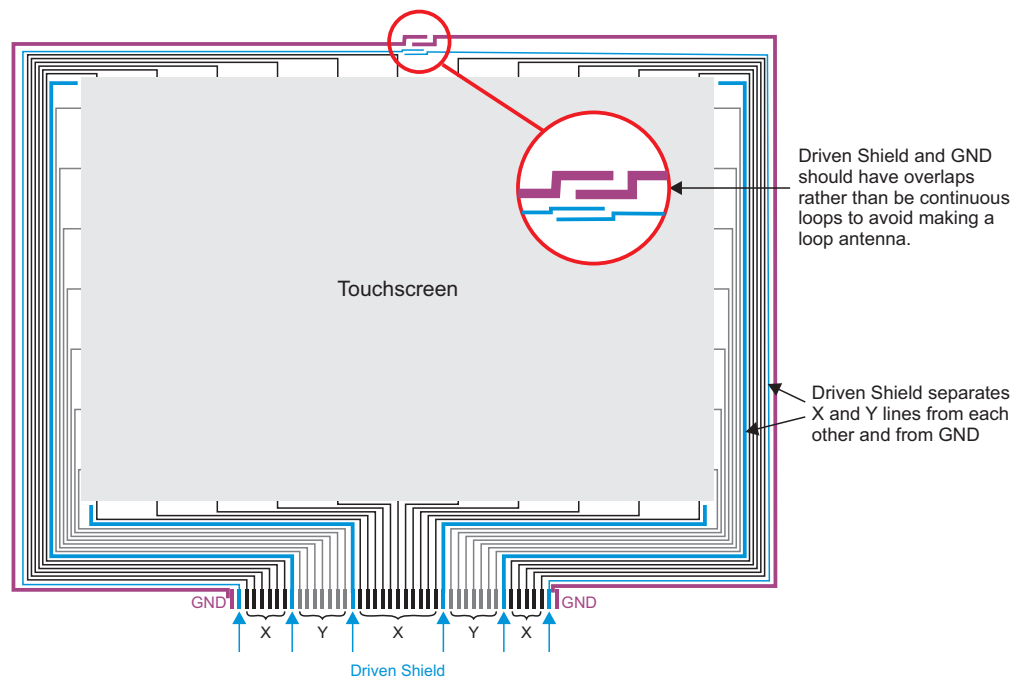 Driven Shield and GND
should have overlaps
rather than be continuous
loops to avoid making a
loop antenna.
Touchscreen
Driven Shield separates
X and Y lines from each
other and from GND
GND
GND
X
Y
X
Y
X
Driven Shield